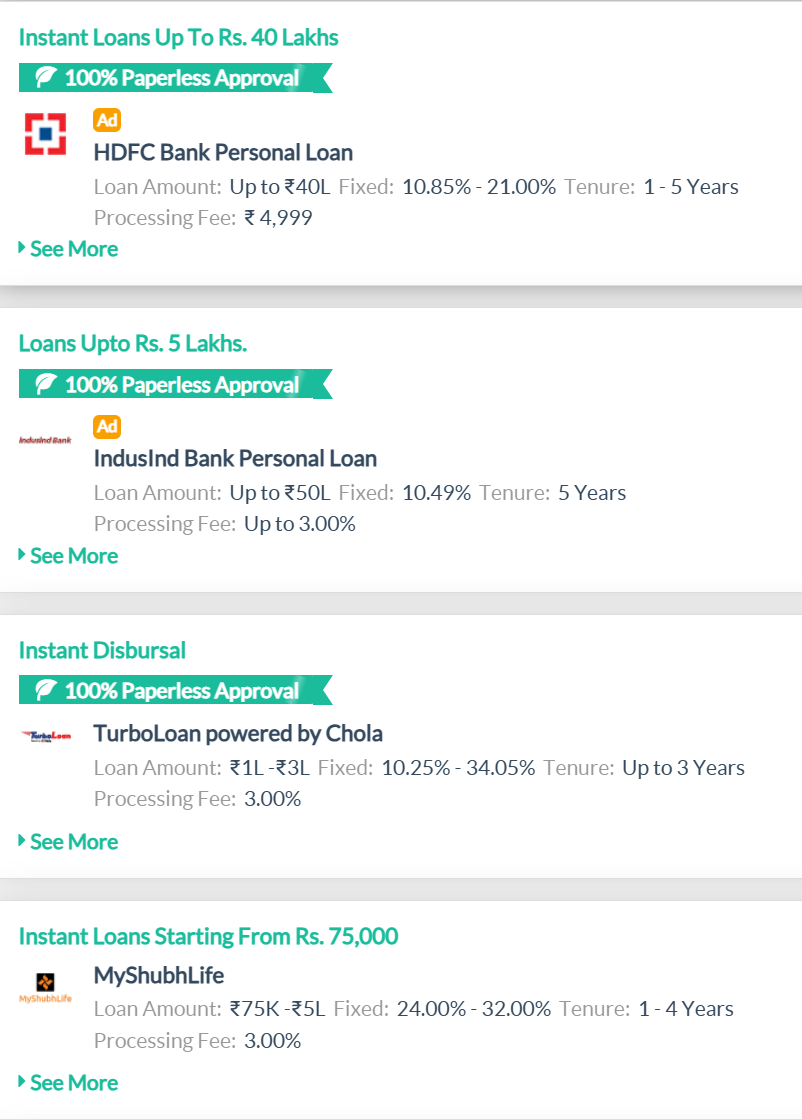 Instant Loans Up To Rs. 40 Lakhs
100% Paperless Approval
Ad
HDFC Bank Personal Loan
Loan Amount: Up to ₹40L Fixed: 10.85% - 21.00% Tenure: 1 - 5 Years
Processing Fee: ₹ 4,999
See More
Loans Upto Rs. 5 Lakhs.
100% Paperless Approval
Ad
IndusInd Bank
IndusInd Bank Personal Loan
Loan Amount: Up to ₹50L Fixed: 10.49% Tenure: 5 Years
Processing Fee: Up to 3.00%
See More
Instant Disbursal
100% Paperless Approval
TurboLoan
TurboLoan powered by Chola
Loan Amount: ₹1L -₹3L Fixed: 10.25% - 34.05% Tenure: Up to 3 Years
Processing Fee: 3.00%
See More
Instant Loans Starting From Rs. 75,000
MyShubhLife
MyShubhLife
Loan Amount: ₹75K -₹5L Fixed: 24.00% - 32.00% Tenure: 1 - 4 Years
Processing Fee: 3.00%
See More